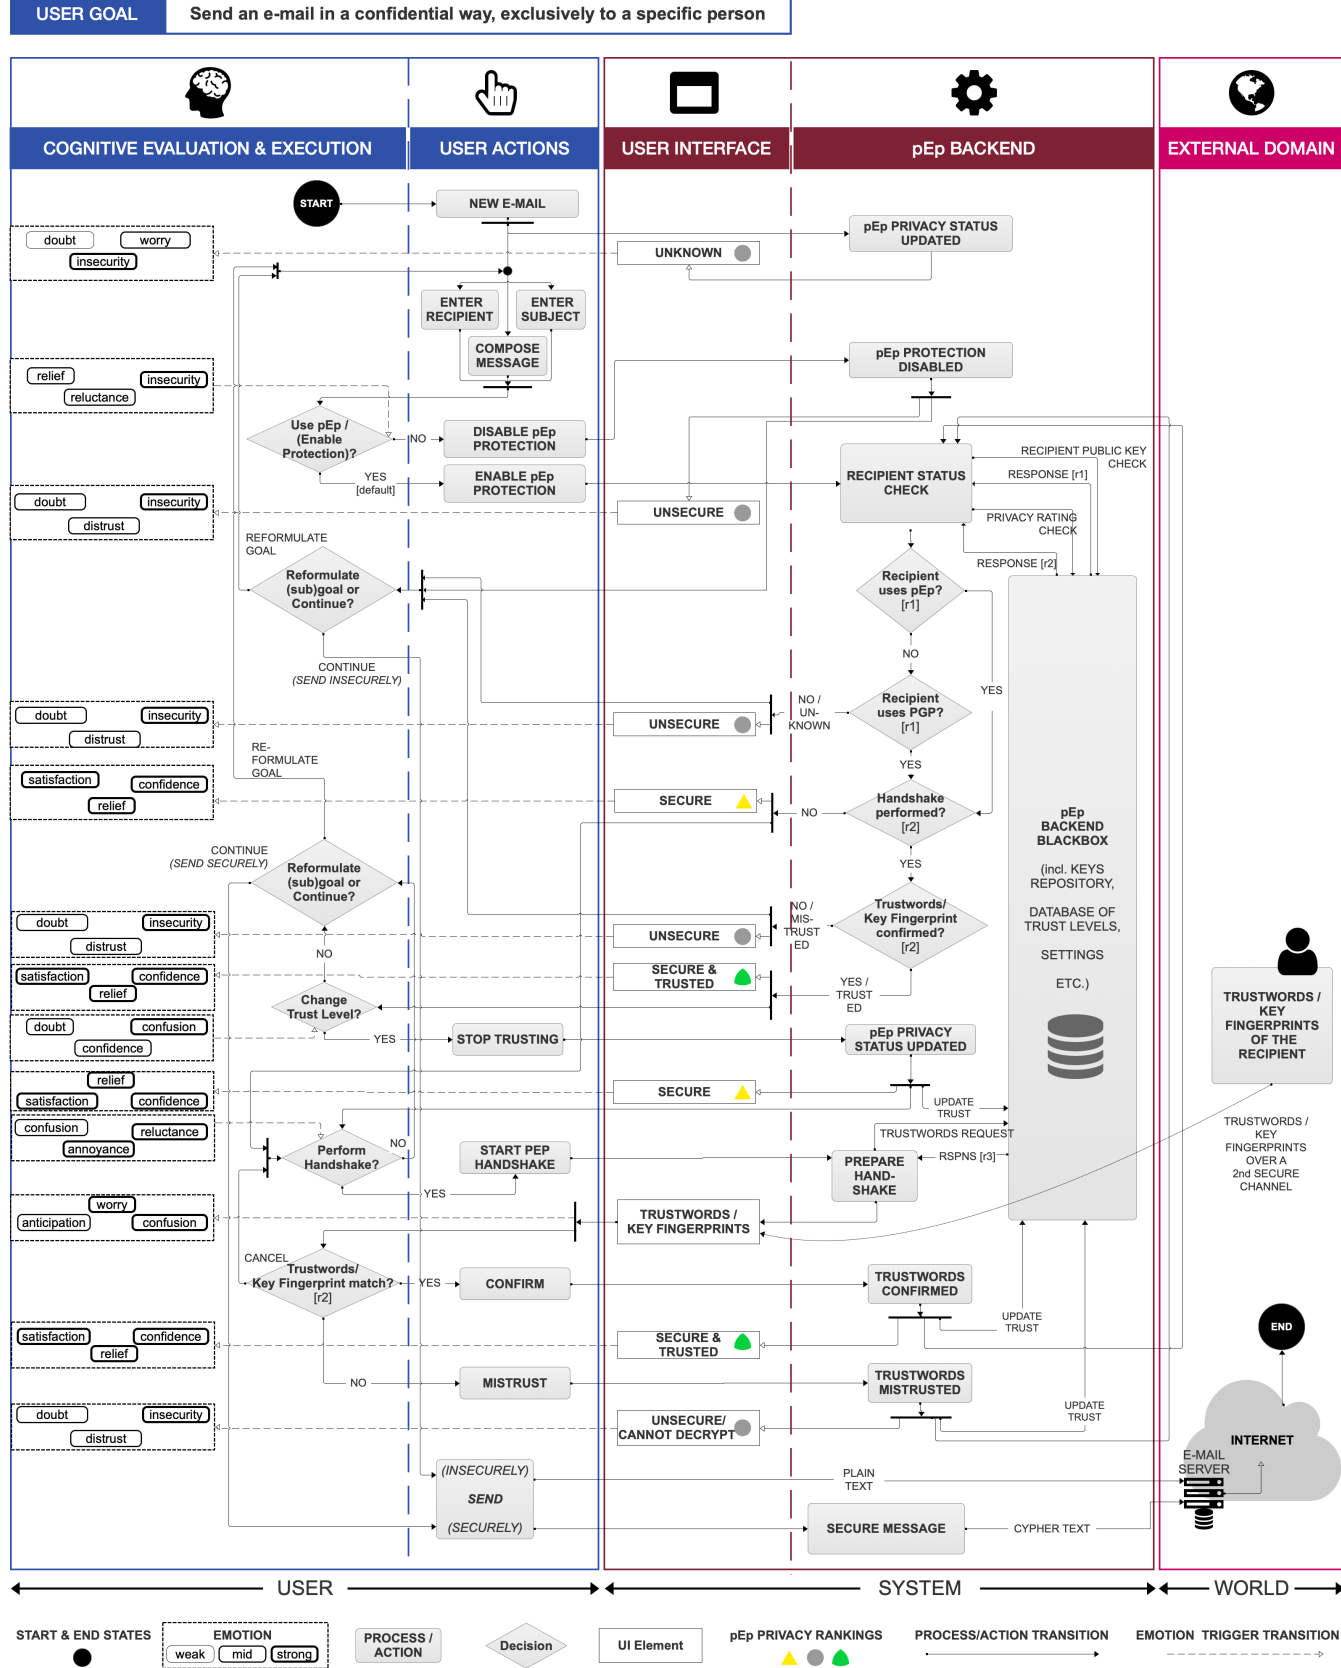 USER GOAL
Send an e-mail in a confidential way, exclusively to a specific person
COGNITIVE EVALUATION & EXECUTION
USER ACTIONS
USER INTERFACE
pEp BACKEND
EXTERNAL DOMAIN
START
NEW E-MAIL
pEp PRIVACY STATUS
UPDATED
doubt
worry
insecurity
UNKNOWN
ENTER
RECIPIENT
ENTER
SUBJECT
COMPOSE
MESSAGE
pEp PROTECTION
DISABLED
relief
insecurity
reluctance
Use pEp /
(Enable
Protection)?
NO
DISABLE pEp
PROTECTION
YES
[default]
ENABLE pEp
PROTECTION
RECIPIENT STATUS
CHECK
RECIPIENT PUBLIC KEY
CHECK
RESPONSE [r1]
PRIVACY RATING
CHECK
RESPONSE [r2]
doubt
insecurity
distrust
UNSECURE
REFORMULATE
GOAL
Reformulate
(sub)goal or
Continue?
CONTINUE
(SEND INSECURELY)
Recipient
uses pEp?
[r1]
NO
YES
Recipient
uses PGP?
[r1]
NO /
UN-
KNOWN
YES
doubt
insecurity
distrust
UNSECURE
RE-
FORMULATE
GOAL
satisfaction
confidence
relief
SECURE
NO
Handshake
performed?
[r2]
YES
pEp
BACKEND
BLACKBOX
(incl. KEYS
REPOSITORY,
DATABASE OF
TRUST LEVELS,
SETTINGS
ETC.)
CONTINUE
(SEND SECURELY)
Reformulate
(sub)goal or
Continue?
doubt
insecurity
distrust
UNSECURE
NO /
MIS-
TRUST
ED
Trustwords/
Key Fingerprint
confirmed?
[r2]
NO
satisfaction
confidence
relief
SECURE &
TRUSTED
YES /
TRUST
ED
Change
Trust Level?
doubt
confusion
confidence
YES
STOP TRUSTING
pEp PRIVACY
STATUS UPDATED
TRUSTWORDS /
KEY
FINGERPRINTS
OF THE
RECIPIENT
relief
satisfaction
confidence
SECURE
UPDATE
TRUST
confusion
reluctance
annoyance
Perform
Handshake?
NO
YES
START PEP
HANDSHAKE
TRUSTWORDS REQUEST
PREPARE
HAND-
SHAKE
RSPNS [r3]
TRUSTWORDS /
KEY
FINGERPRINTS
OVER A
2nd SECURE
CHANNEL
worry
anticipation
confusion
TRUSTWORDS /
KEY FINGERPRINTS
CANCEL
Trustwords/
Key Fingerprint match?
[r2]
YES
CONFIRM
TRUSTWORDS
CONFIRMED
UPDATE
TRUST
satisfaction
confidence
relief
SECURE &
TRUSTED
END
NO
MISTRUST
TRUSTWORDS
MISTRUSTED
UPDATE
TRUST
doubt
insecurity
distrust
UNSECURE/
CANNOT DECRYPT
INTERNET
E-MAIL
SERVER
(INSECURELY)
SEND
(SECURELY)
PLAIN
TEXT
SECURE MESSAGE
CYPHER TEXT
USER
SYSTEM
WORLD
START & END STATES
EMOTION
weak
mid
strong
PROCESS /
ACTION
Decision
UI Element
pEp PRIVACY RANKINGS
PROCESS/ACTION TRANSITION
EMOTION TRIGGER TRANSITION